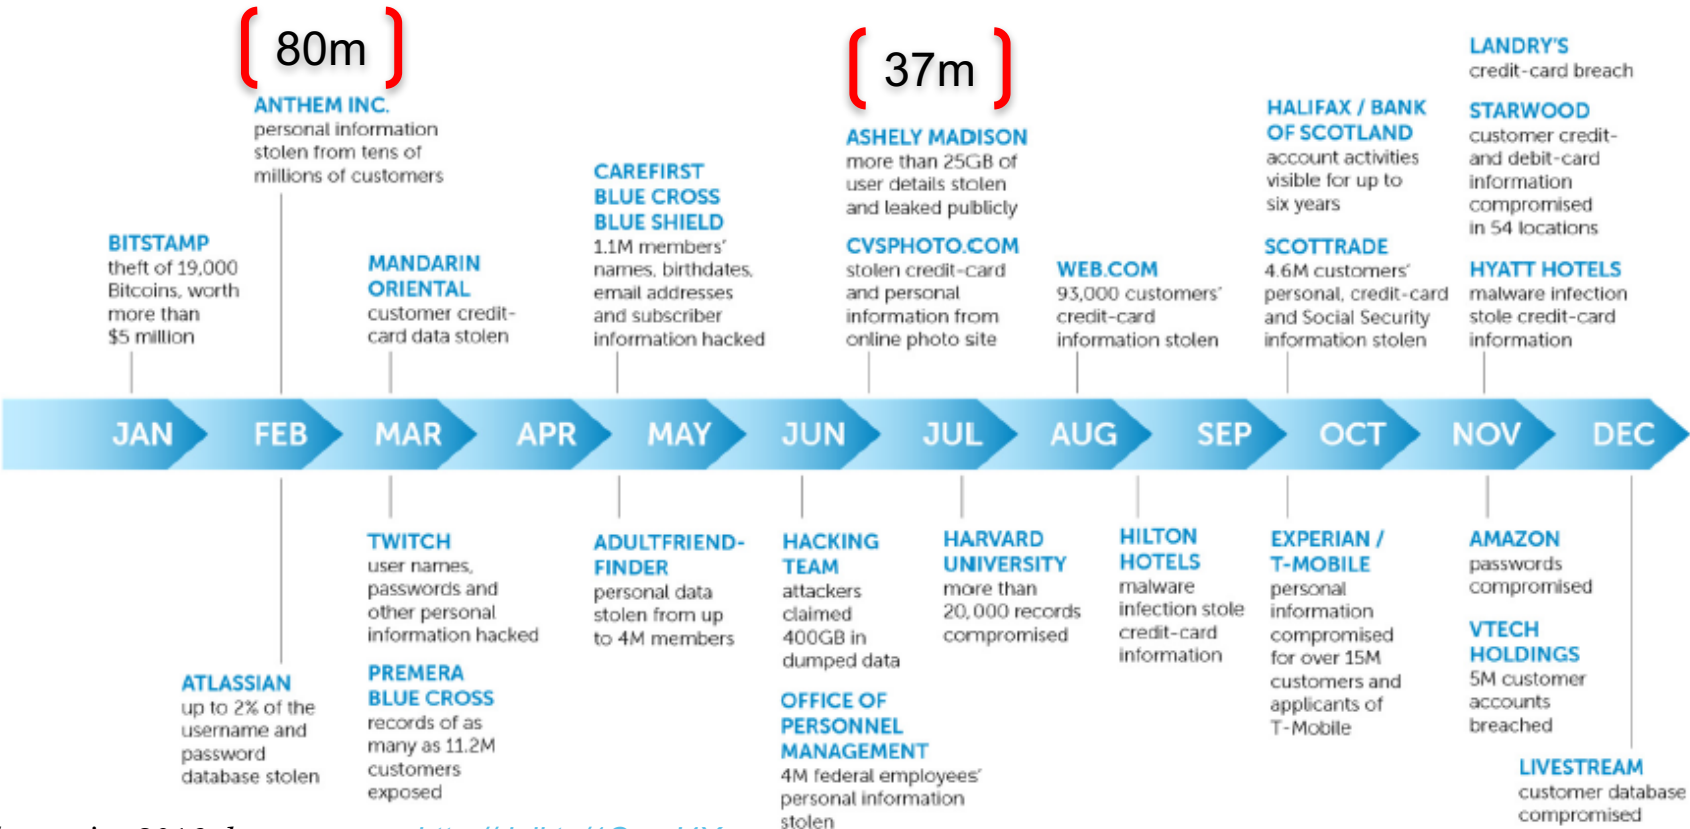 80m
ANTHEM INC.
personal information
stolen from tens of
millions of customers
37m
ASHELY MADISON
more than 25GB of
user details stolen
and leaked publicly
LANDRY'S
credit-card breach
HALIFAX / BANK
OF SCOTLAND
account activities
visible for up to
six years
STARWOOD
customer credit-
and debit-card
information
compromised
in 54 locations
BITSTAMP
theft of 19,000
Bitcoins, worth
more than
$5 million
MANDARIN
ORIENTAL
customer credit-
card data stolen
CAREFIRST
BLUE CROSS
BLUE SHIELD
1.1M members'
names, birthdates,
email addresses
and subscriber
information hacked
CVSPHOTO.COM
stolen credit-card
and personal
information from
online photo site
WEB.COM
93,000 customers'
credit-card
information stolen
SCOTTRADE
4.6M customers'
personal, credit-card
and Social Security
information stolen
HYATT HOTELS
malware infection
stole credit-card
information
JAN FEB MAR APR MAY JUN JUL AUG SEP OCT NOV DEC
ATLASSIAN
up to 2% of the
username and
password
database stolen
TWITCH
user names,
passwords and
other personal
information hacked
PREMERA
BLUE CROSS
records of as
many as 11.2M
customers
exposed
ADULTFRIEND-
FINDER
personal data
stolen from up
to 4M members
HACKING
TEAM
attackers
claimed
400GB in
dumped data
OFFICE OF
PERSONNEL
MANAGEMENT
4M federal employees'
personal information
stolen
HARVARD
UNIVERSITY
more than
20,000 records
compromised
HILTON
HOTELS
malware
infection stole
credit-card
information
EXPERIAN /
T-MOBILE
personal
information
compromised
for over 15M
customers and
applicants of
T-Mobile
AMAZON
passwords
compromised
VTECH
HOLDINGS
5M customer
accounts
breached
LIVESTREAM
customer database
compromised